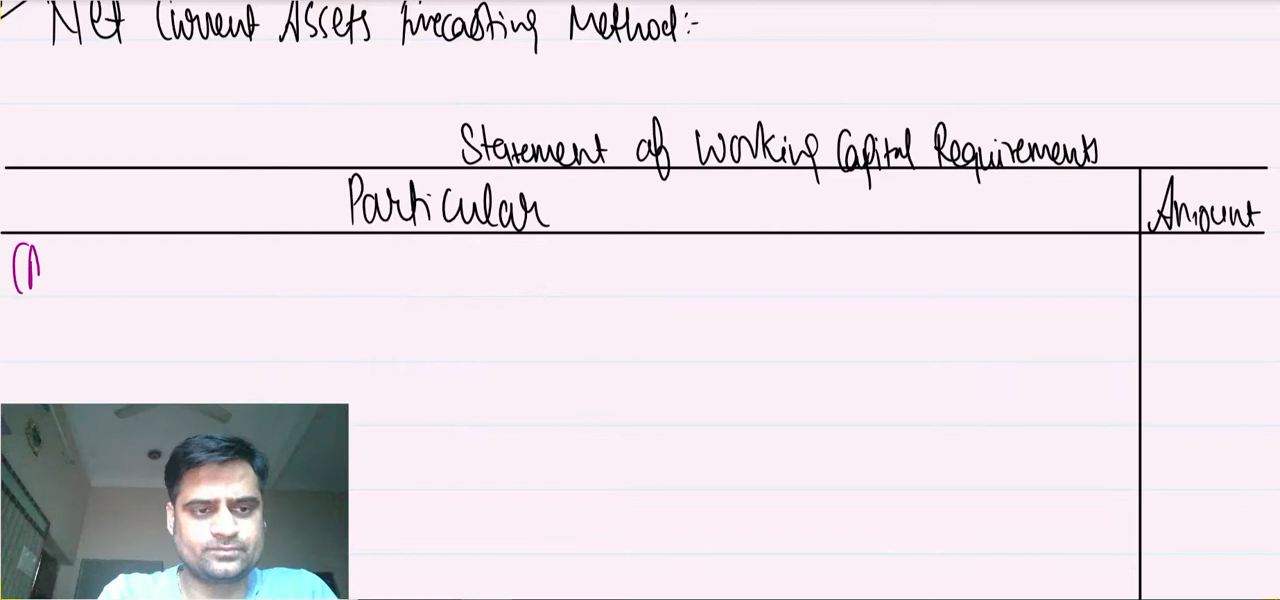 Net Current Assets forecasting Method:-
Statement of Working Capital Requirements
Particular Amount
(A